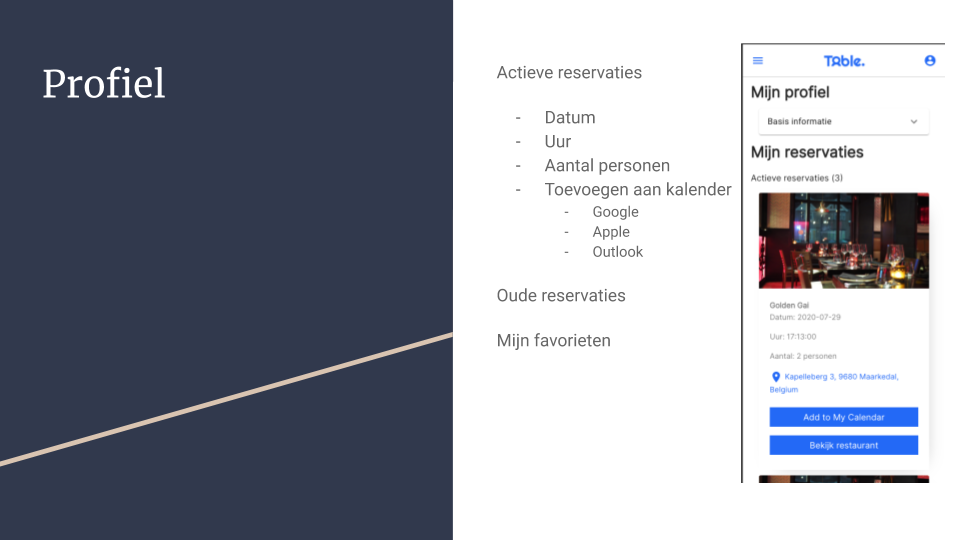 Profiel
Actieve reservaties
- Datum
- Uur
- Aantal personen
- Toevoegen aan kalender
- Google
- Apple
- Outlook
Oude reservaties
Mijn favorieten
TAble.
Mijn profiel
Basis informatie
Mijn reservaties
Actieve reservaties (3)
Golden Gai
Datum: 2020-07-29
Uur: 17:13:00
Aantal: 2 personen
Kapelleberg 3, 9680 Maarkedal,
Belgium
Add to My Calendar
Bekijk restaurant